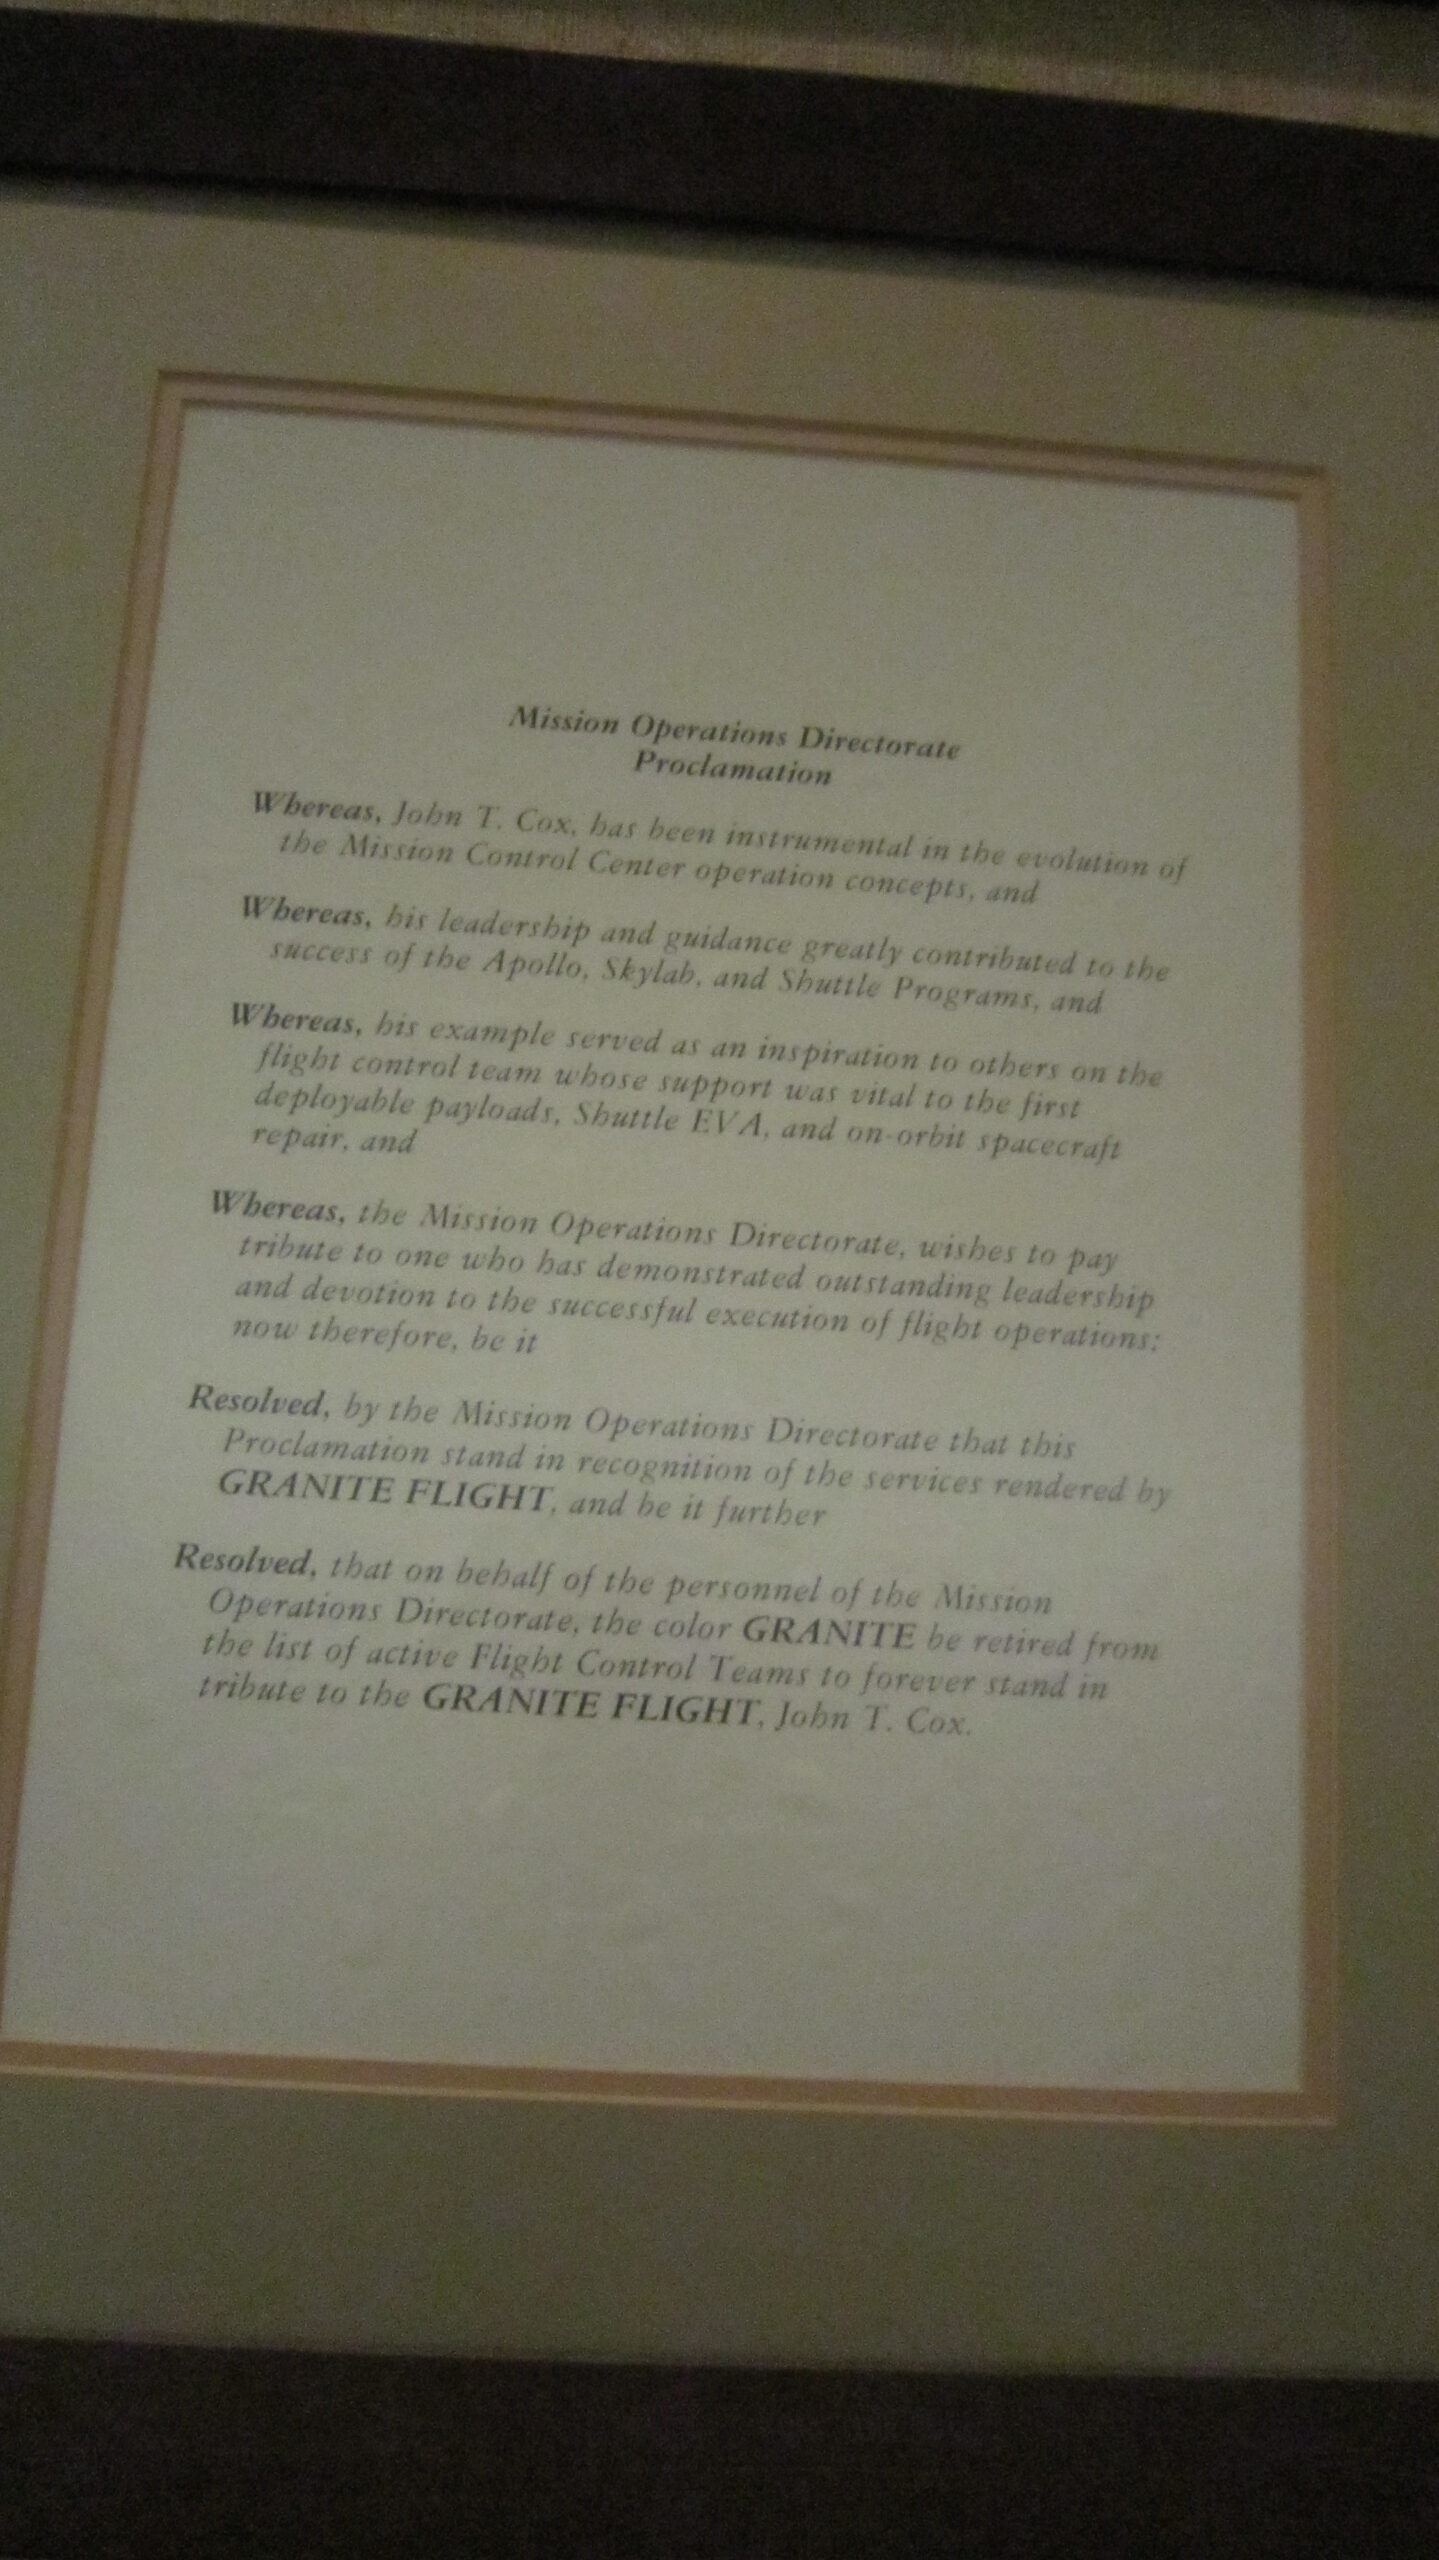 Mission Operations Directorate
Proclamation
Whereas, John T. Cox, has been instrumental in the evolution of
the Mission Control Center operation concepts, and
Whereas, his leadership and guidance greatly contributed to the
success of the Apollo, Skylab, and Shuttle Programs, and
Whereas, his example served as an inspiration to others on the
flight control team whose support was vital to the first
deployable payloads, Shuttle EVA, and on-orbit spacecraft
repair, and
Whereas, the Mission Operations Directorate, wishes to pay
tribute to one who has demonstrated outstanding leadership
and devotion to the successful execution of flight operations:
now therefore, be it
Resolved, by the Mission Operations Directorate that this
Proclamation stand in recognition of the services rendered by
GRANITE FLIGHT, and be it further
Resolved, that on behalf of the personnel of the Mission
Operations Directorate, the color GRANITE be retired from
the list of active Flight Control Teams to forever stand in
tribute to the GRANITE FLIGHT, John T. Cox.